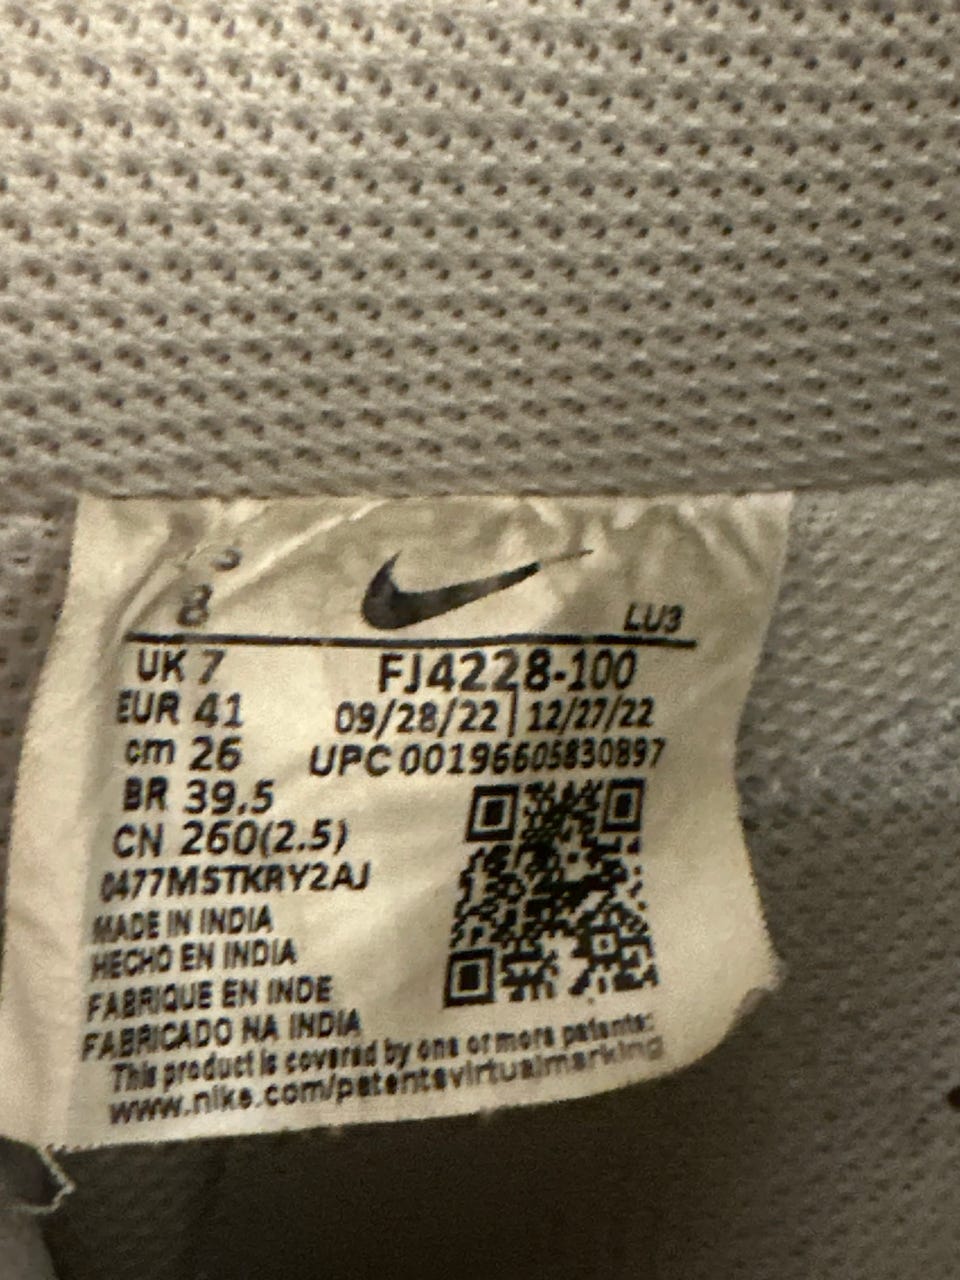 8
LU3
UK 7
FJ4228-100
EUR 41
09/28/22 | 12/27/22
cm 26
UPC 00196605830897
BR 39.5
CN 260(2.5)
0477MSTKRY2AJ
MADE IN INDIA
HECHO EN INDIA
FABRIQUE EN INDE
FABRICADO NA INDIA
This product is covered by one or more patents:
www.nike.com/patentsvirtualmarking